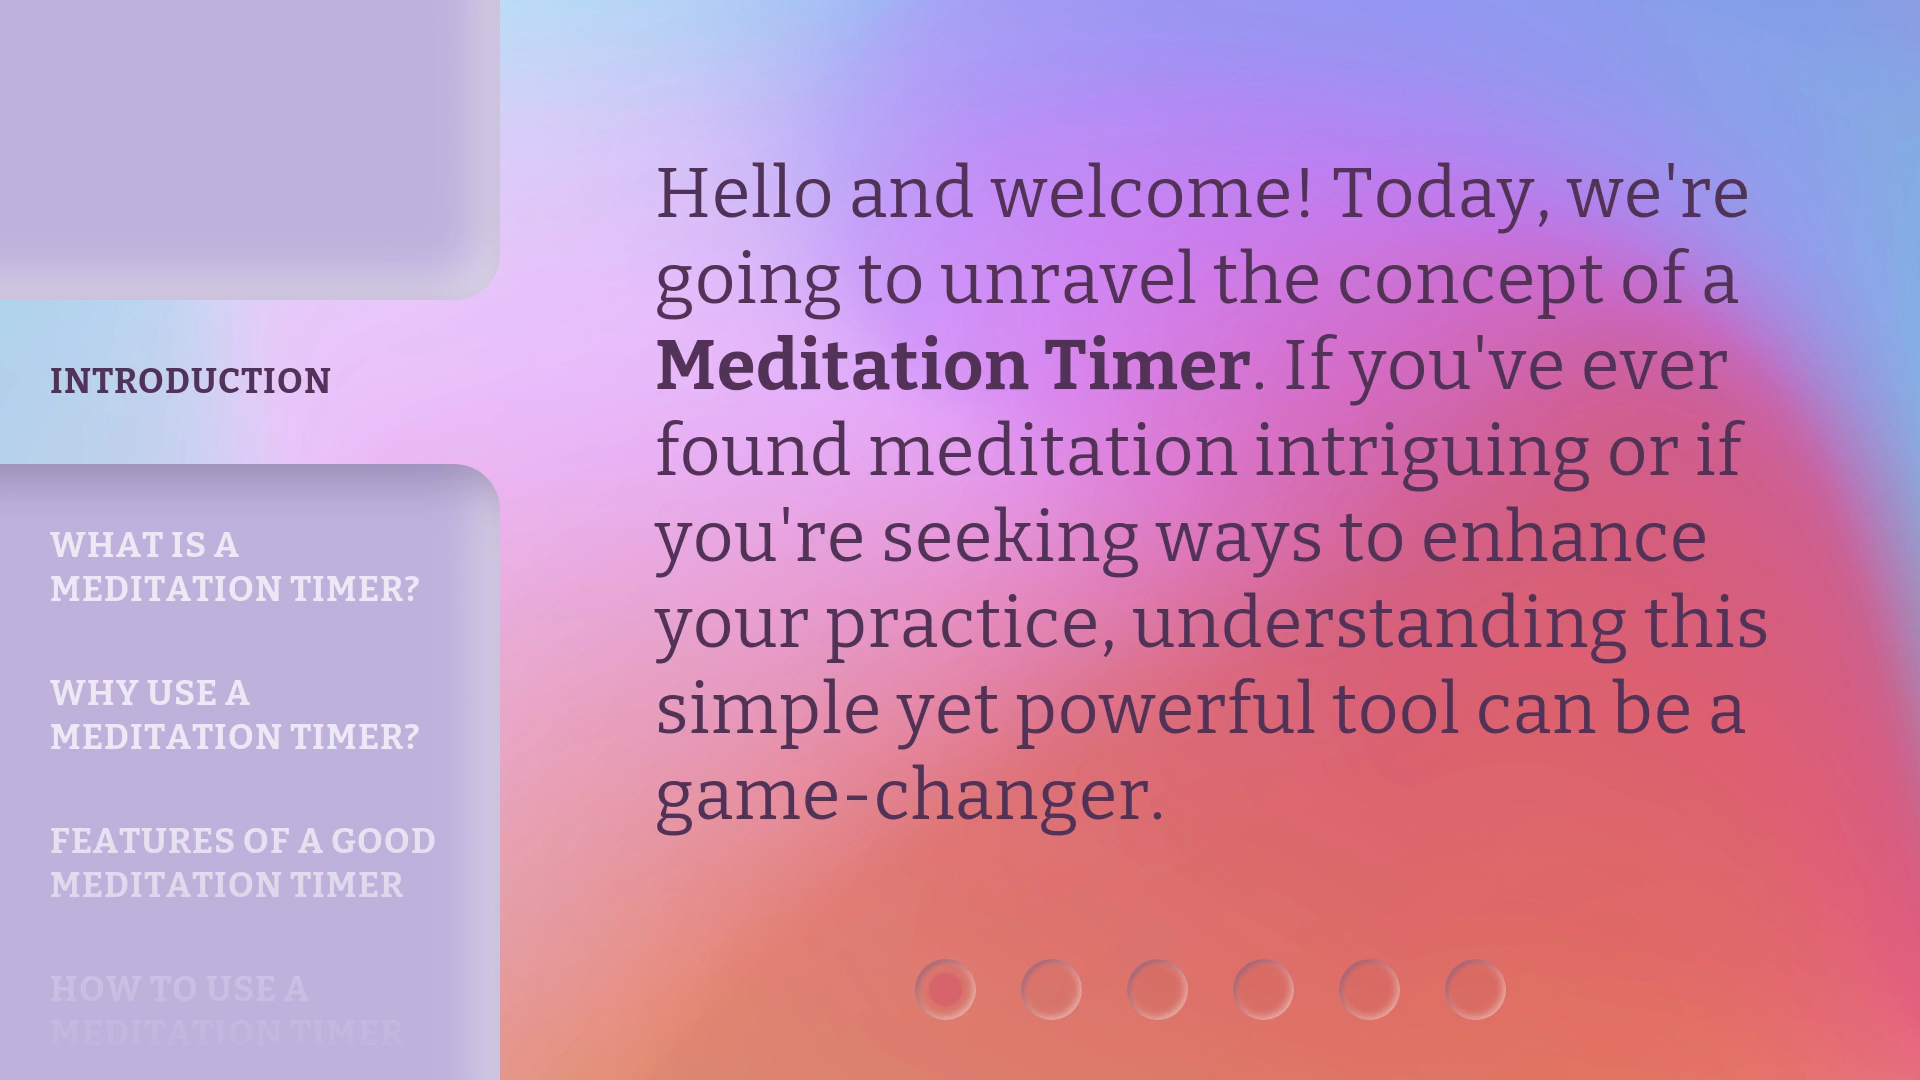 INTRODUCTION
WHAT IS A
MEDITATION TIMER?
WHY USE A
MEDITATION TIMER?
FEATURES OF A GOOD
MEDITATION TIMER
HOW TO USE A
MEDITATION TIMER
Hello and welcome! Today, we're
going to unravel the concept of a
Meditation Timer. If you've ever
found meditation intriguing or if
you're seeking ways to enhance
your practice, understanding this
simple yet powerful tool can be a
game-changer.